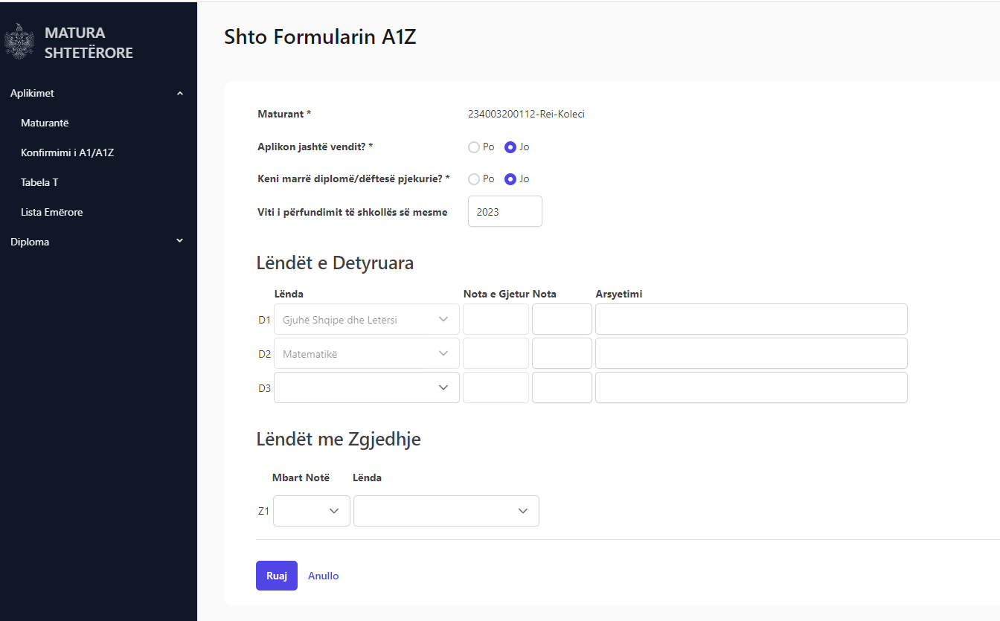 MATURA
SHTETËRORE
Aplikimet
Maturantë
Konfirmimi i A1/A1Z
Tabela T
Lista Emërore
Diploma
Shto Formularin A1Z
Maturant * 234003200112-Rei-Koleci
Aplikon jashtë vendit? * Po Jo
Keni marrë diplomë/dëftesë pjekurie? * Po Jo
Viti i përfundimit të shkollës së mesme 2023
Lëndët e Detyruara
Lënda Nota e Gjetur Nota Arsyetimi
D1 Gjuhë Shqipe dhe Letërsi
D2 Matematikë
D3
Lëndët me Zgjedhje
Mbart Notë Lënda
Z1
Ruaj Anullo